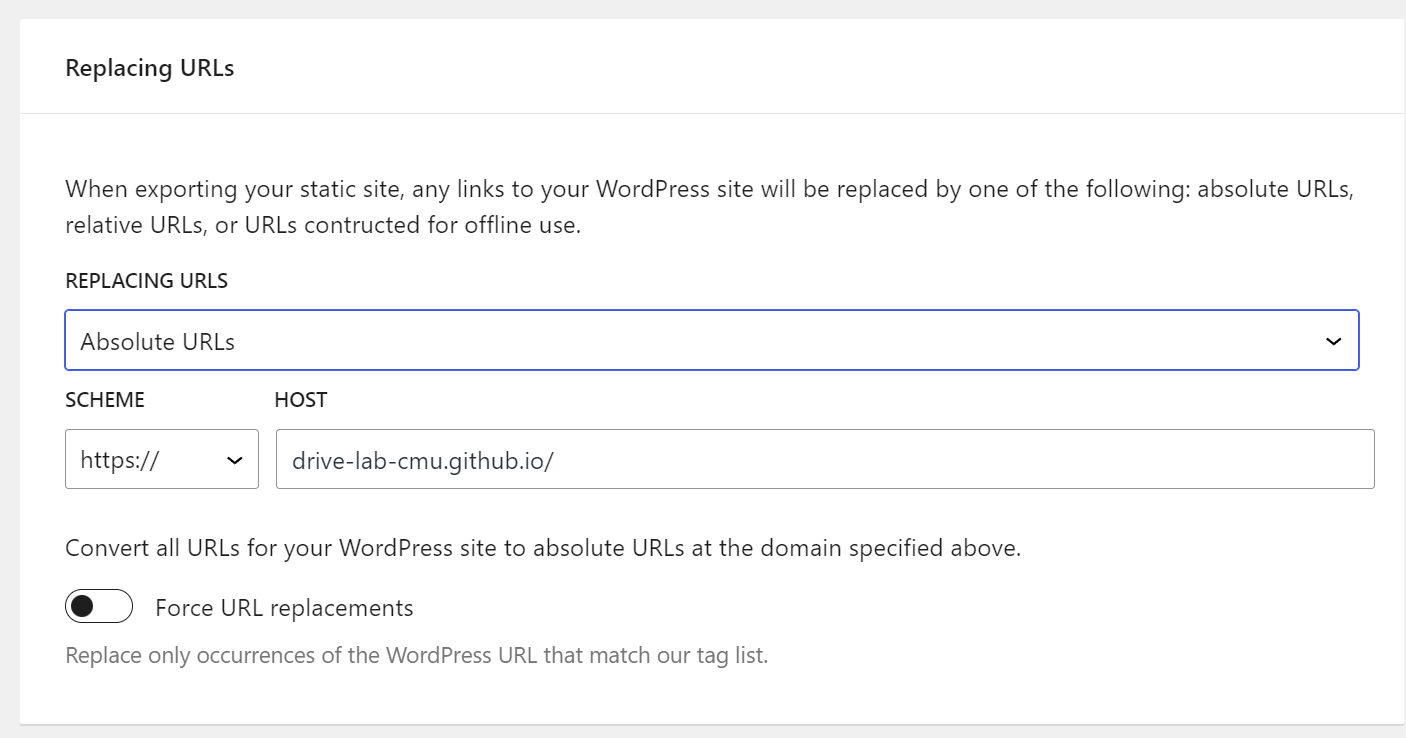 Replacing URLs
When exporting your static site, any links to your WordPress site will be replaced by one of the following: absolute URLs,
relative URLs, or URLs contructed for offline use.
REPLACING URLS
Absolute URLs
SCHEME
HOST
https://
drive-lab-cmu.github.io/
Convert all URLs for your WordPress site to absolute URLs at the domain specified above.
Force URL replacements
Replace only occurrences of the WordPress URL that match our tag list.